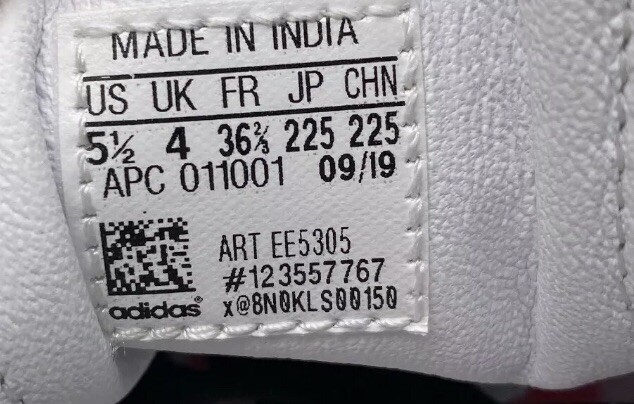 MADE IN INDIA
US UK FR JP CHN
5½ 4 36⅔ 225 225
APC 011001 09/19
ART EE5305
#123557767
adidas® x@8N0KLS00150